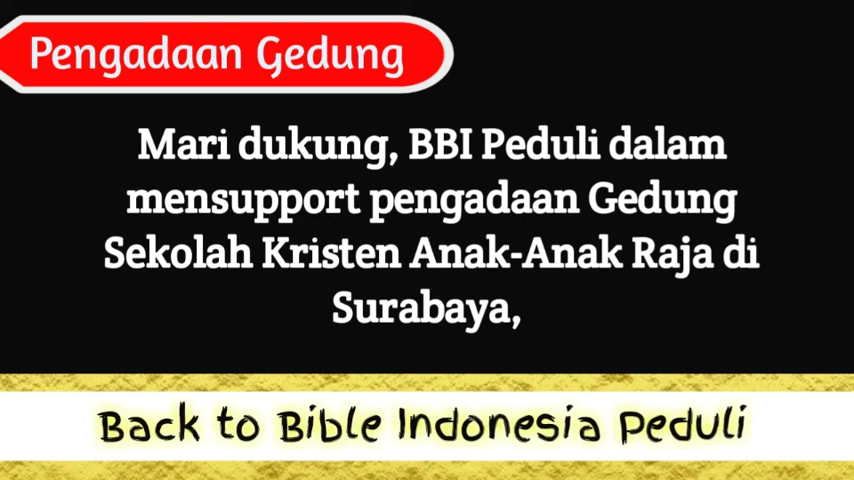 Pengadaan Gedung
Mari dukung, BBI Peduli dalam
mensupport pengadaan Gedung
Sekolah Kristen Anak-Anak Raja di
Surabaya,
Back to Bible Indonesia Peduli